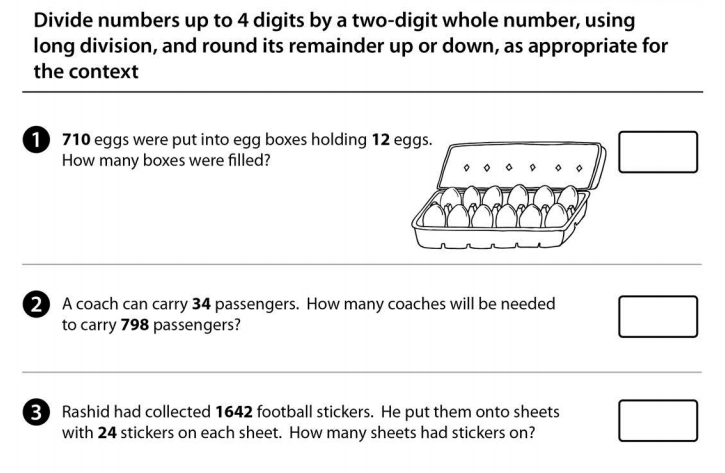 Divide numbers up to 4 digits by a two-digit whole number, using
long division, and round its remainder up or down, as appropriate for
the context
1 710 eggs were put into egg boxes holding 12 eggs.
How many boxes were filled?
2 A coach can carry 34 passengers. How many coaches will be needed
to carry 798 passengers?
3 Rashid had collected 1642 football stickers. He put them onto sheets
with 24 stickers on each sheet. How many sheets had stickers on?